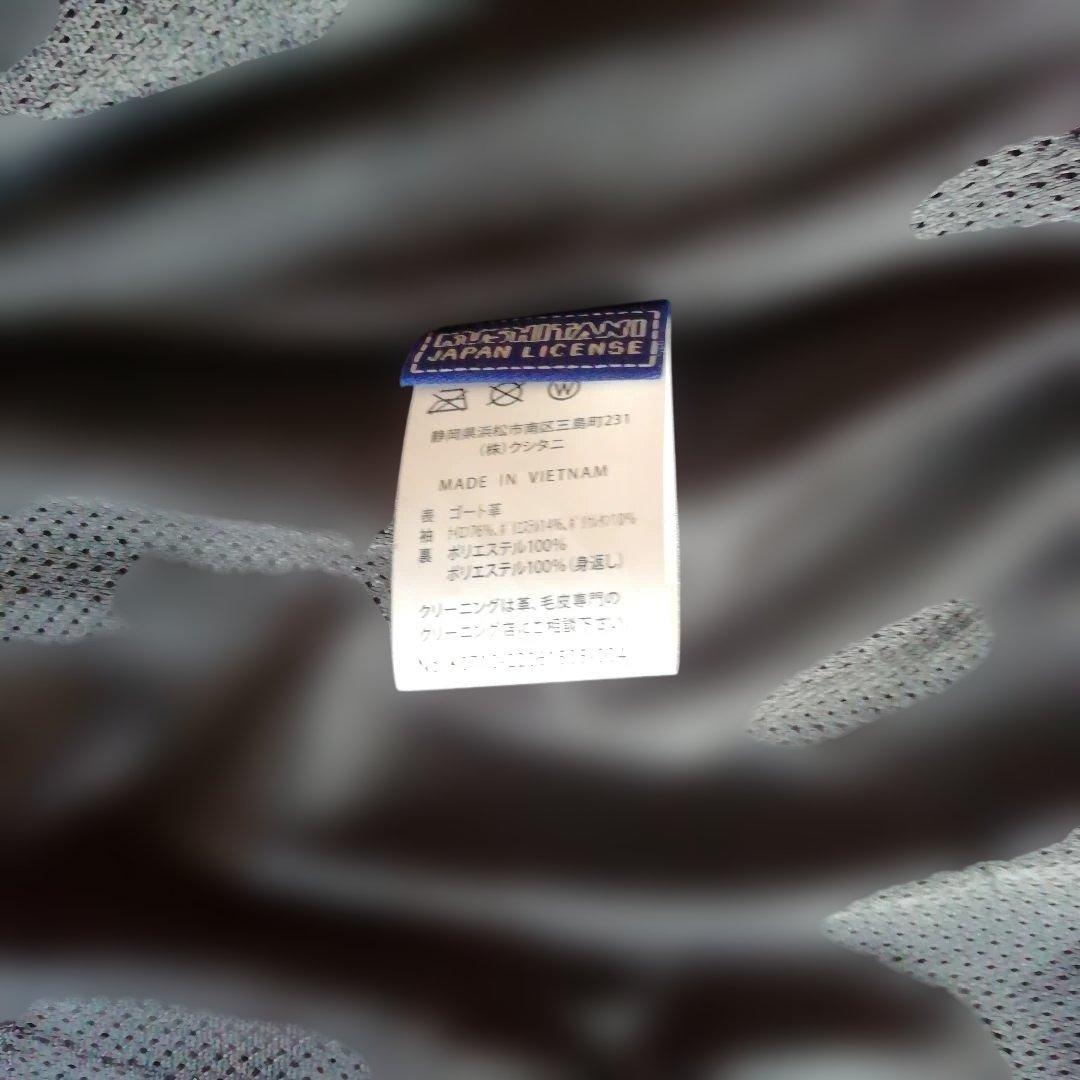 KUSHITANI
JAPAN LICENSE
W
静岡県浜松市南区三島町231
(株)クシタニ
MADE IN VIETNAM
表 ゴート革
袖
裏 ポリエステル100%
ポリエステル100%(身返し)
クリーニングは革、毛皮専門の
クリーニング店にご相談下さい